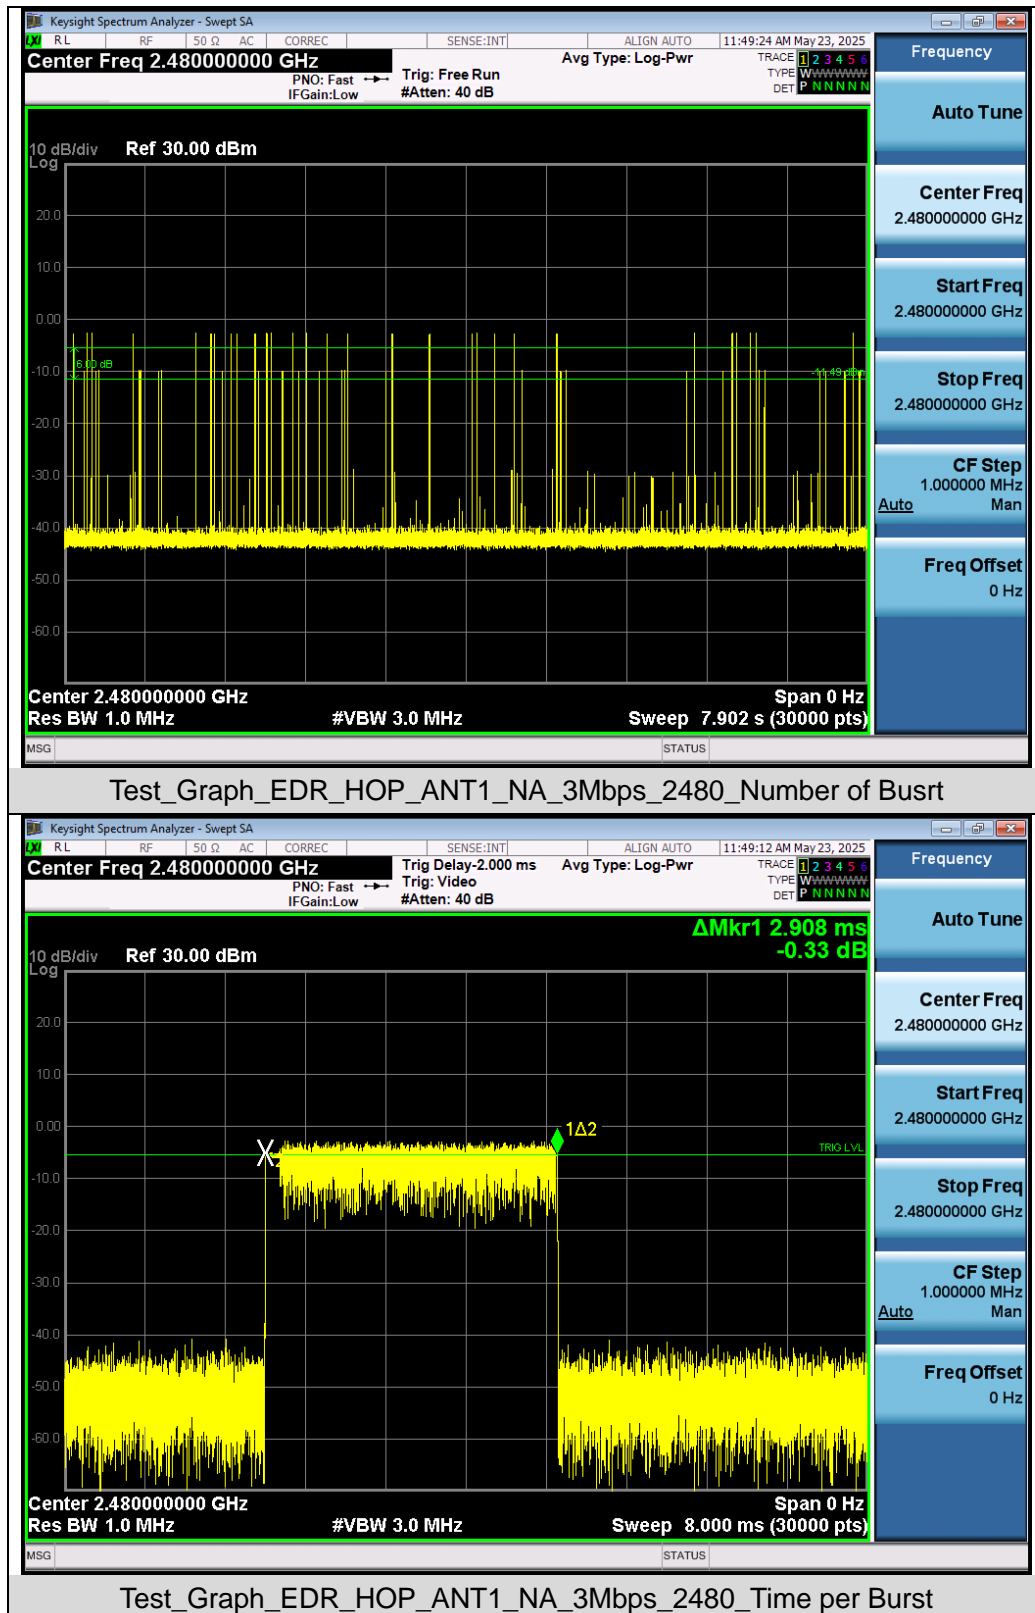 Keysight Spectrum Analyzer - Swept SA
LXI RL RF 50 Ω AC CORREC SENSE:INT ALIGN AUTO 11:49:24 AM May 23, 2025
Center Freq 2.480000000 GHz Avg Type: Log-Pwr TRACE 1 2 3 4 5 6
PNO: Fast Trig: Free Run TYPE WWWWWW
IFGain:Low #Atten: 40 dB DET P N N N N N
Frequency
Auto Tune
Center Freq
2.480000000 GHz
Start Freq
2.480000000 GHz
Stop Freq
2.480000000 GHz
CF Step
1.000000 MHz
Auto Man
Freq Offset
0 Hz
10 dB/div Ref 30.00 dBm
Log
20.0
10.0
0.00
6.00 dB
-10.0 -11.49 dBm
-20.0
-30.0
-40.0
-50.0
-60.0
Center 2.480000000 GHz Span 0 Hz
Res BW 1.0 MHz #VBW 3.0 MHz Sweep 7.902 s (30000 pts)
MSG STATUS
Test_Graph_EDR_HOP_ANT1_NA_3Mbps_2480_Number of Busrt
Keysight Spectrum Analyzer - Swept SA
LXI RL RF 50 Ω AC CORREC SENSE:INT ALIGN AUTO 11:49:12 AM May 23, 2025
Center Freq 2.480000000 GHz Trig Delay-2.000 ms Avg Type: Log-Pwr TRACE 1 2 3 4 5 6
PNO: Fast Trig: Video TYPE WWWWWW
IFGain:Low #Atten: 40 dB DET P N N N N N
Frequency
Auto Tune
Center Freq
2.480000000 GHz
Start Freq
2.480000000 GHz
Stop Freq
2.480000000 GHz
CF Step
1.000000 MHz
Auto Man
Freq Offset
0 Hz
ΔMkr1 2.908 ms
10 dB/div Ref 30.00 dBm -0.33 dB
Log
20.0
10.0
0.00
1Δ2
TRIG LVL
-10.0
-20.0
-30.0
-40.0
-50.0
-60.0
Center 2.480000000 GHz Span 0 Hz
Res BW 1.0 MHz #VBW 3.0 MHz Sweep 8.000 ms (30000 pts)
MSG STATUS
Test_Graph_EDR_HOP_ANT1_NA_3Mbps_2480_Time per Burst